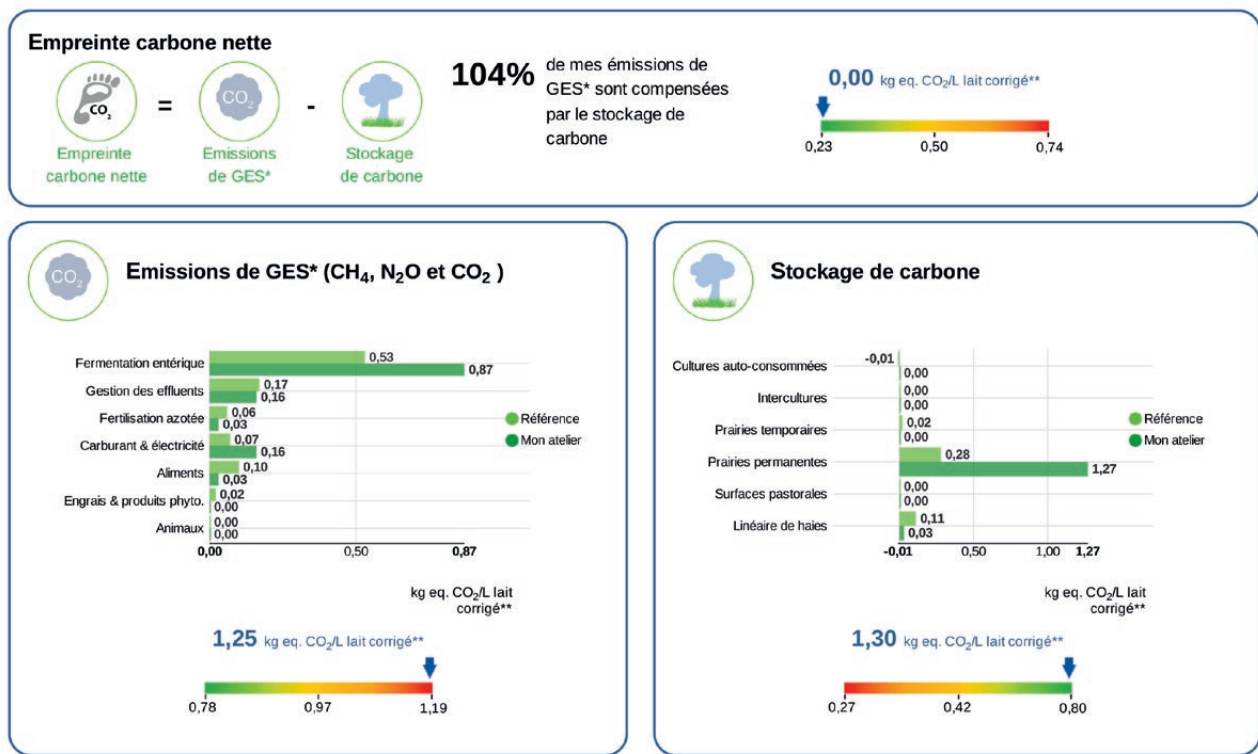 Empreinte carbone nette
CO₂
=
CO₂
-
Empreinte
carbone nette
Emissions
de GES*
Stockage
de carbone
104%
de mes émissions de
GES* sont compensées
par le stockage de
carbone
0,00 kg eq. CO₂/L lait corrigé**
0,23
0,50
0,74
CO₂
Emissions de GES* (CH₄, N₂O et CO₂ )
Fermentation entérique
0,53
0,87
Gestion des effluents
0,17
0,16
Fertilisation azotée
0,06
0,03
Carburant & électricité
0,07
0,16
Aliments
0,10
0,03
Engrais & produits phyto.
0,02
0,00
Animaux
0,00
0,00
Référence
Mon atelier
0,00
0,50
0,87
kg eq. CO₂/L lait
corrigé**
1,25 kg eq. CO₂/L lait corrigé**
0,78
0,97
1,19
Stockage de carbone
Cultures auto-consommées
-0,01
0,00
Intercultures
0,00
0,00
Prairies temporaires
0,02
0,00
Prairies permanentes
0,28
1,27
Surfaces pastorales
0,00
0,00
Linéaire de haies
0,11
0,03
Référence
Mon atelier
-0,01
0,50
1,00
1,27
kg eq. CO₂/L lait
corrigé**
1,30 kg eq. CO₂/L lait corrigé**
0,27
0,42
0,80